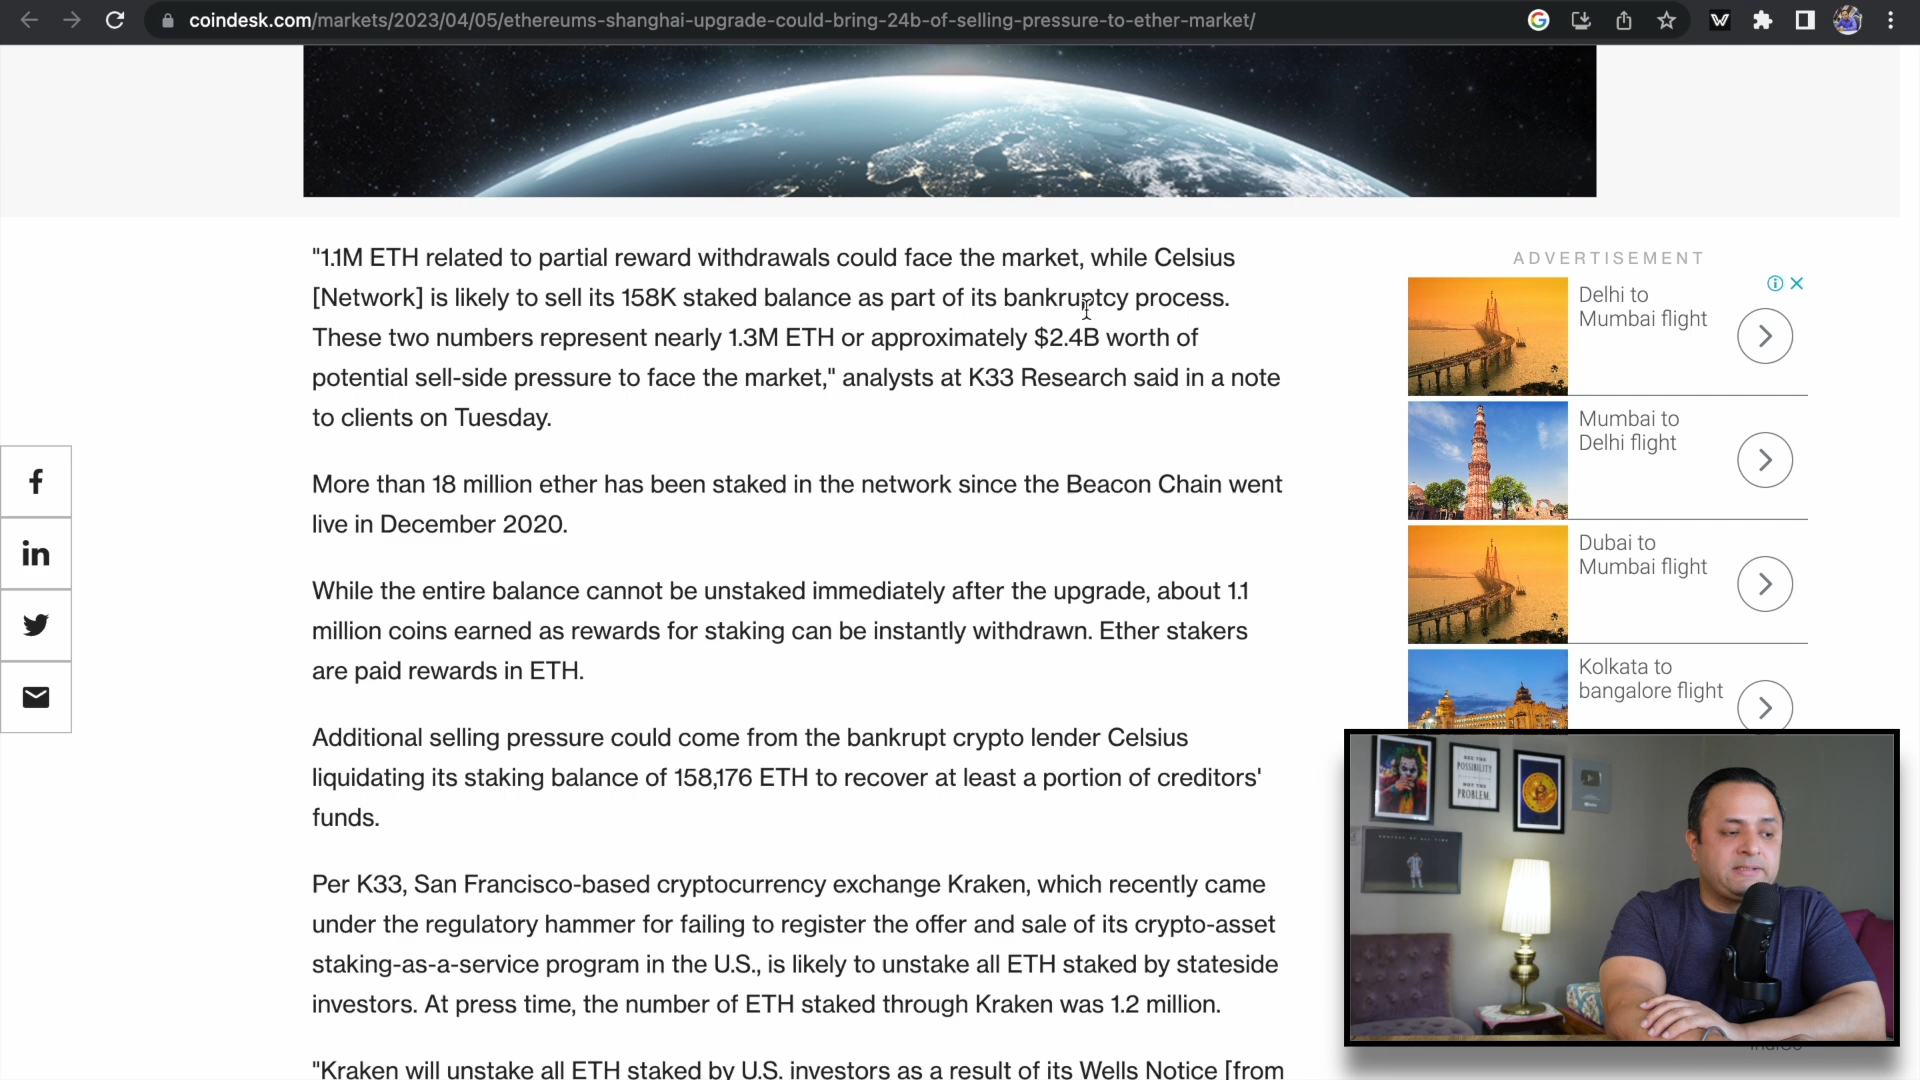 coindesk.com/markets/2023/04/05/ethereums-shanghai-upgrade-could-bring-24b-of-selling-pressure-to-ether-market/
"1.1M ETH related to partial reward withdrawals could face the market, while Celsius
[Network] is likely to sell its 158K staked balance as part of its bankruptcy process.
These two numbers represent nearly 1.3M ETH or approximately $2.4B worth of
potential sell-side pressure to face the market," analysts at K33 Research said in a note
to clients on Tuesday.
More than 18 million ether has been staked in the network since the Beacon Chain went
live in December 2020.
While the entire balance cannot be unstaked immediately after the upgrade, about 1.1
million coins earned as rewards for staking can be instantly withdrawn. Ether stakers
are paid rewards in ETH.
Additional selling pressure could come from the bankrupt crypto lender Celsius
liquidating its staking balance of 158,176 ETH to recover at least a portion of creditors'
funds.
Per K33, San Francisco-based cryptocurrency exchange Kraken, which recently came
under the regulatory hammer for failing to register the offer and sale of its crypto-asset
staking-as-a-service program in the U.S., is likely to unstake all ETH staked by stateside
investors. At press time, the number of ETH staked through Kraken was 1.2 million.
"Kraken will unstake all ETH staked by U.S. investors as a result of its Wells Notice [from
ADVERTISEMENT
Delhi to
Mumbai flight
Mumbai to
Delhi flight
Dubai to
Mumbai flight
Kolkata to
bangalore flight
SEE THE
POSSIBILITY
NOT THE
PROBLEM.